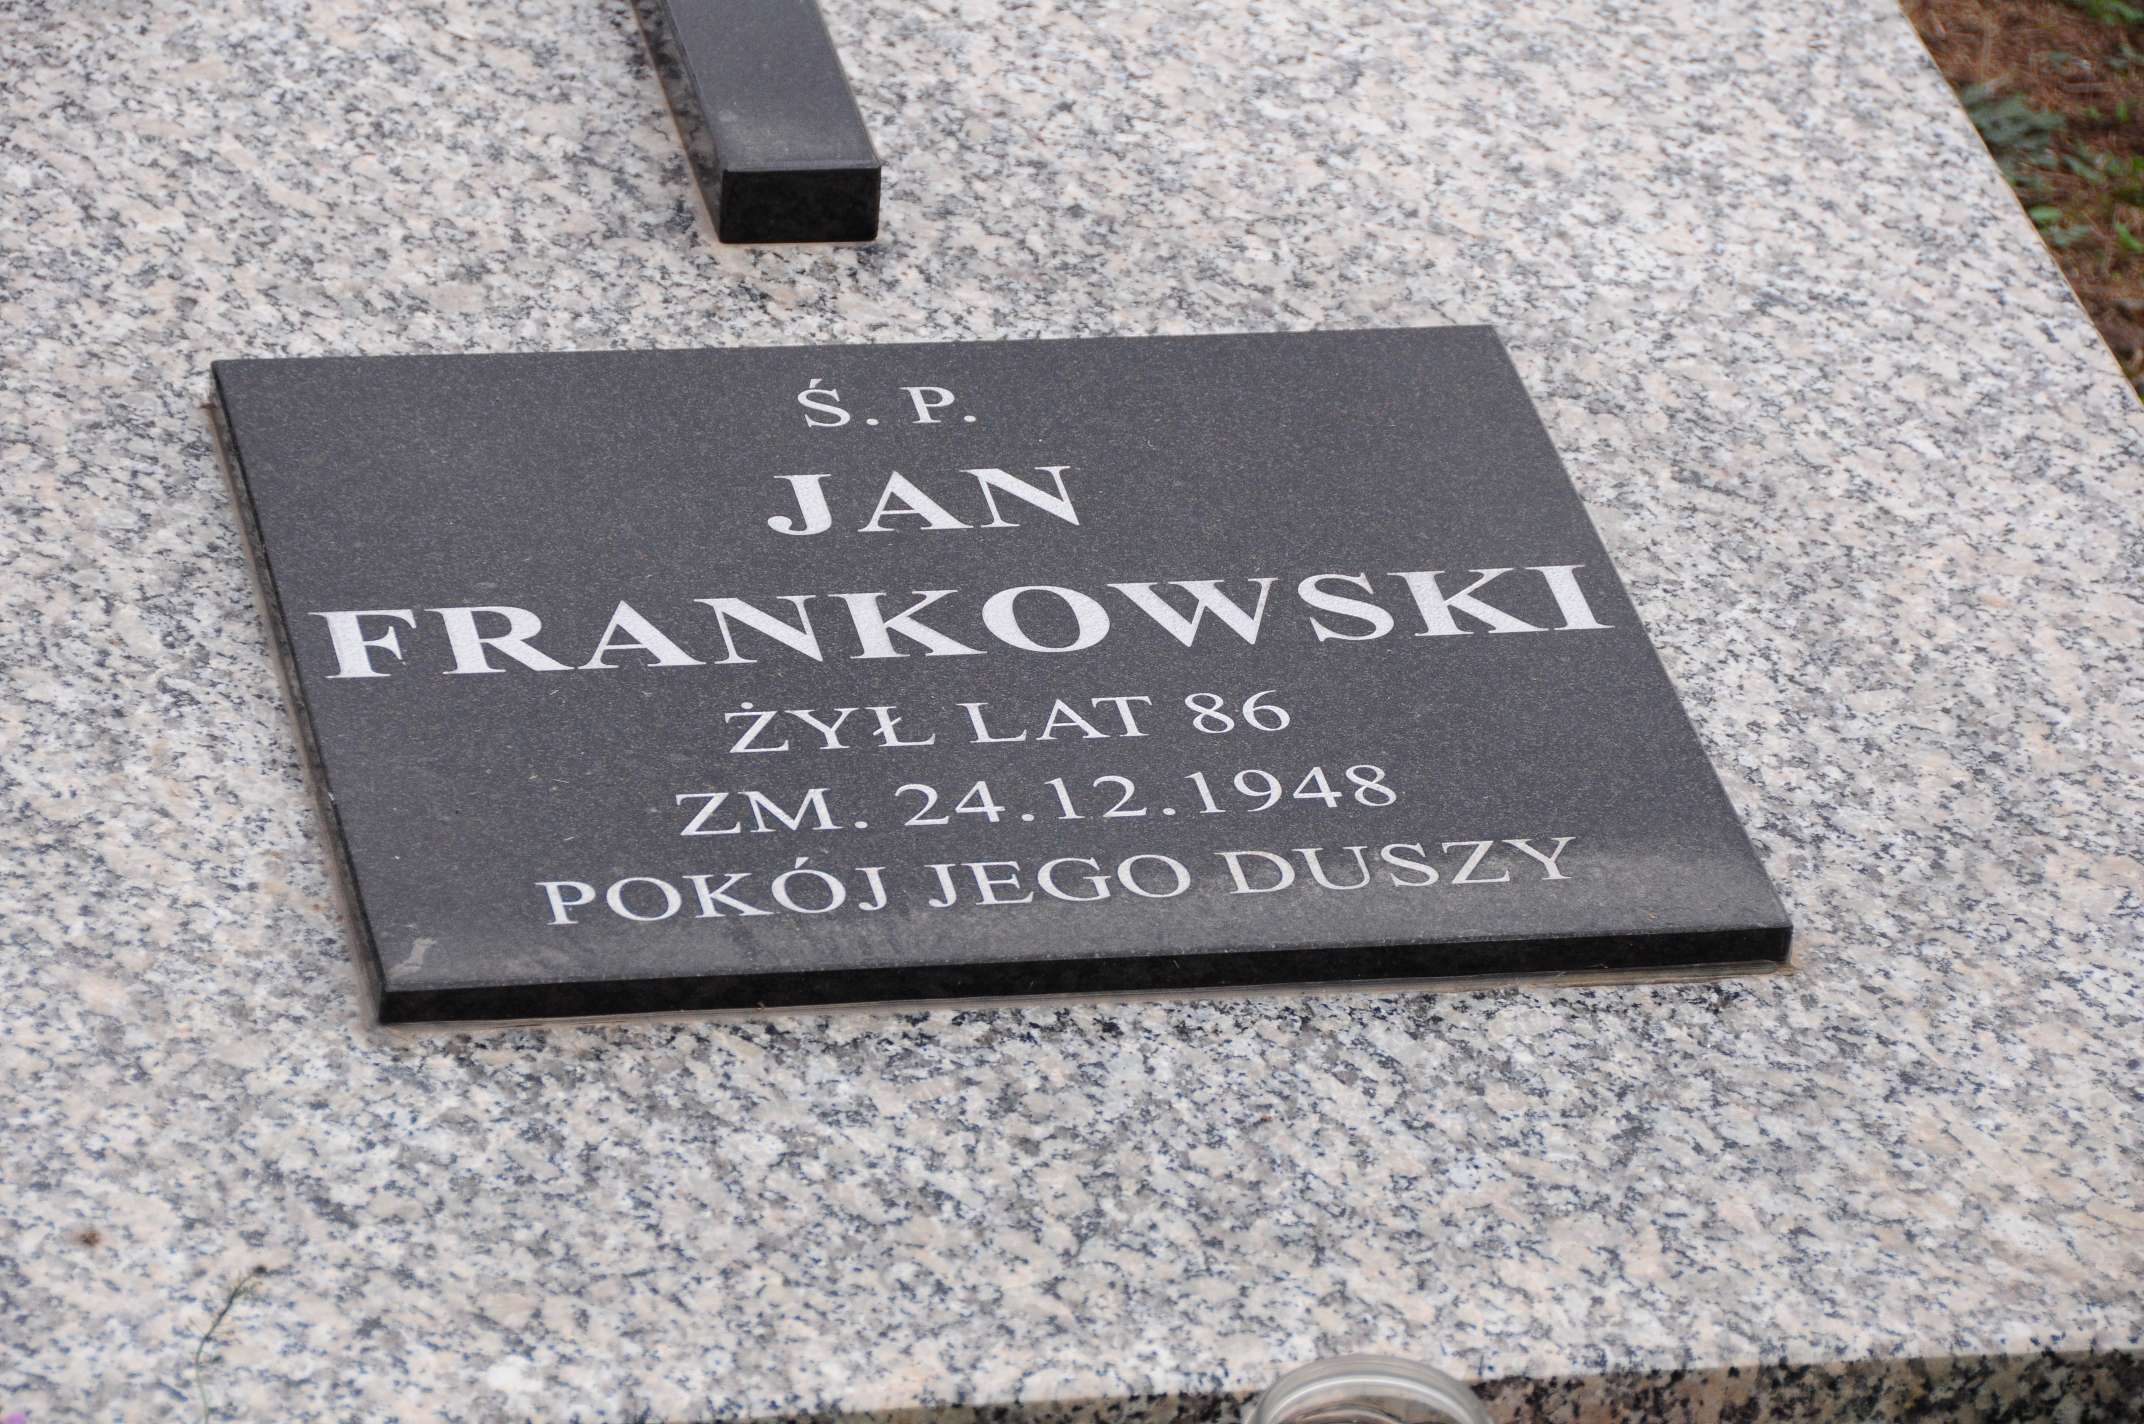 Ś. P.
JAN
FRANKOWSKI
ŻYŁ LAT 86
ZM. 24.12.1948
POKÓJ JEGO DUSZY